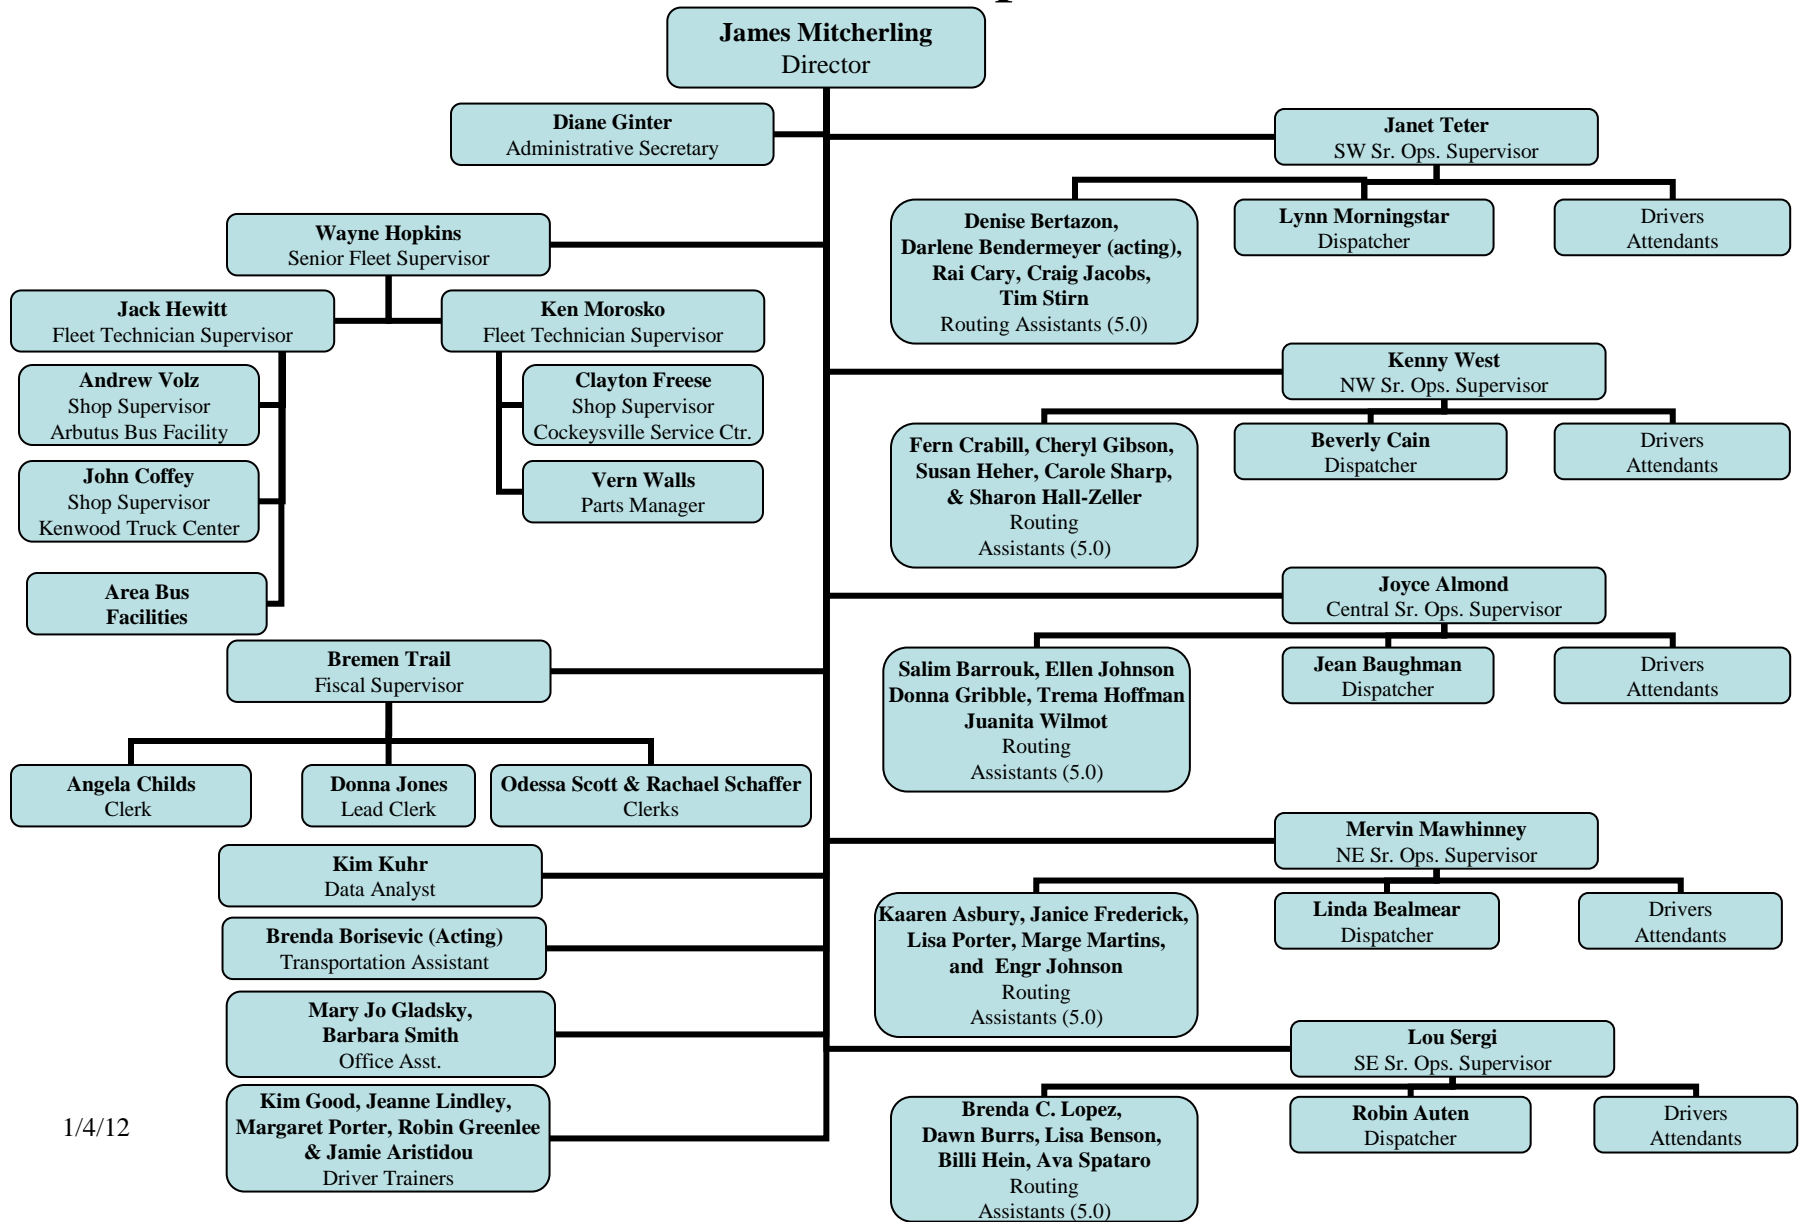 James Mitcherling
Director
Diane Ginter
Administrative Secretary
Janet Teter
SW Sr. Ops. Supervisor
Denise Bertazon,
Darlene Bendermeyer (acting),
Rai Cary, Craig Jacobs,
Tim Stirn
Routing Assistants (5.0)
Lynn Morningstar
Dispatcher
Drivers
Attendants
Wayne Hopkins
Senior Fleet Supervisor
Jack Hewitt
Fleet Technician Supervisor
Ken Morosko
Fleet Technician Supervisor
Andrew Volz
Shop Supervisor
Arbutus Bus Facility
Clayton Freese
Shop Supervisor
Cockeysville Service Ctr.
John Coffey
Shop Supervisor
Kenwood Truck Center
Vern Walls
Parts Manager
Area Bus
Facilities
Kenny West
NW Sr. Ops. Supervisor
Fern Crabill, Cheryl Gibson,
Susan Heher, Carole Sharp,
& Sharon Hall-Zeller
Routing
Assistants (5.0)
Beverly Cain
Dispatcher
Drivers
Attendants
Joyce Almond
Central Sr. Ops. Supervisor
Salim Barrouk, Ellen Johnson
Donna Gribble, Trema Hoffman
Juanita Wilmot
Routing
Assistants (5.0)
Jean Baughman
Dispatcher
Drivers
Attendants
Bremen Trail
Fiscal Supervisor
Angela Childs
Clerk
Donna Jones
Lead Clerk
Odessa Scott & Rachael Schaffer
Clerks
Kim Kuhr
Data Analyst
Brenda Borisevic (Acting)
Transportation Assistant
Mary Jo Gladsky,
Barbara Smith
Office Asst.
Kim Good, Jeanne Lindley,
Margaret Porter, Robin Greenlee
& Jamie Aristidou
Driver Trainers
Mervin Mawhinney
NE Sr. Ops. Supervisor
Kaaren Asbury, Janice Frederick,
Lisa Porter, Marge Martins,
and Engr Johnson
Routing
Assistants (5.0)
Linda Bealmear
Dispatcher
Drivers
Attendants
Lou Sergi
SE Sr. Ops. Supervisor
Brenda C. Lopez,
Dawn Burrs, Lisa Benson,
Billi Hein, Ava Spataro
Routing
Assistants (5.0)
Robin Auten
Dispatcher
Drivers
Attendants
1/4/12